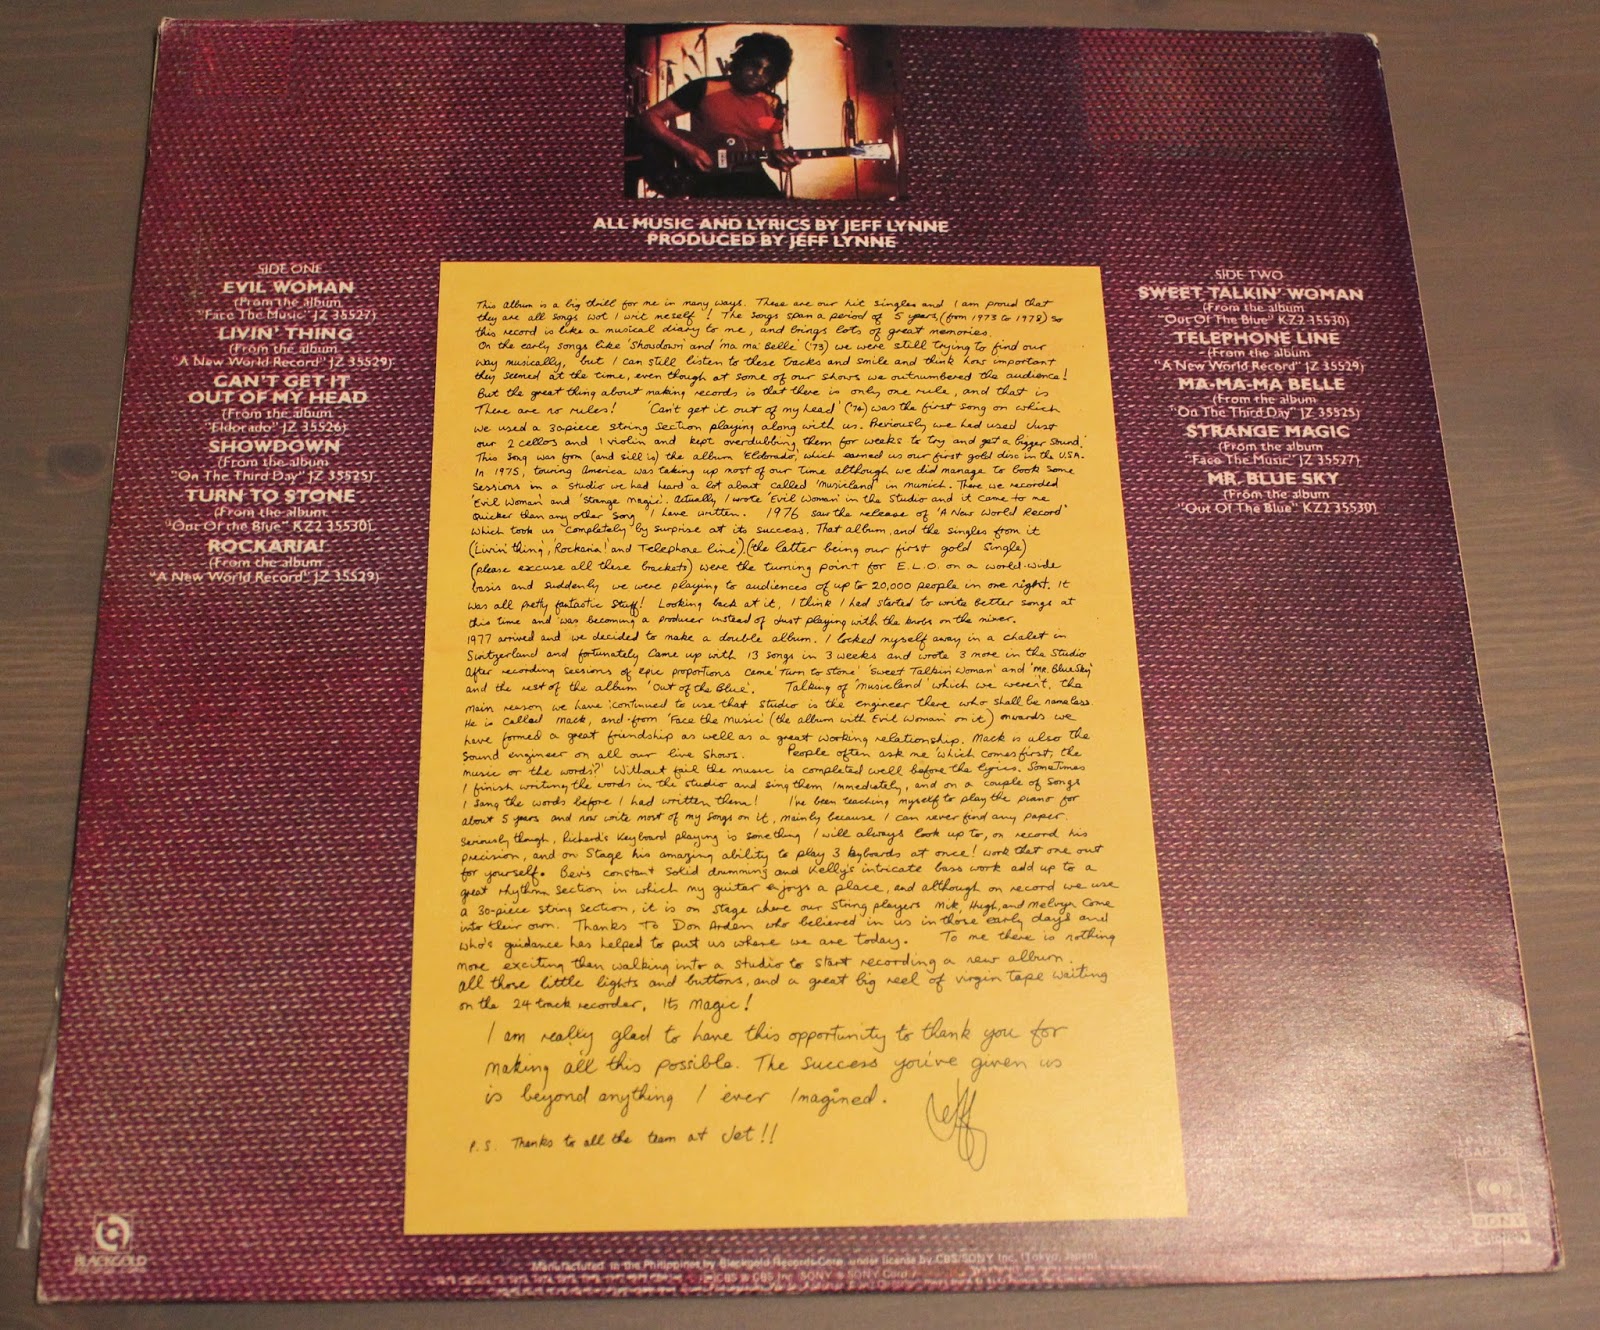 ALL MUSIC AND LYRICS BY JEFF LYNNE
PRODUCED BY JEFF LYNNE
SIDE ONE
EVIL WOMAN
(From the album
"Face The Music" JZ 35527)
LIVIN' THING
(From the album
"A New World Record" JZ 35529)
CAN'T GET IT
OUT OF MY HEAD
(From the album
"Eldorado" JZ 35526)
SHOWDOWN
(From the album
"On The Third Day" JZ 35525)
TURN TO STONE
(From the album
"Out Of the Blue" KZ2 35530)
ROCKARIA!
(From the album
"A New World Record" JZ 35529)
This album is a big thrill for me in many ways. These are our hit singles and I am proud that
they are all songs wot I writ meself! The songs span a period of 5 years, (from 1973 to 1978) so
this record is like a musical diary to me, and brings lots of great memories.
On the early songs like 'Showdown' and 'ma ma Belle' ('73) we were still trying to find our
way musically, but I can still listen to these tracks and smile and think how important
they seemed at the time, even though at some of our shows we outnumbered the audience!
But the great thing about making records is that there is only one rule, and that is
There are no rules! 'Can't get it out of my head' ('74) was the first song on which
we used a 30 piece string section playing along with us. Previously we had used Just
our 2 cellos and 1 violin and kept overdubbing them for weeks to try and get a bigger sound.
This song was from (and still is) the album 'Eldorado', which earned us our first gold disc in the U.S.A.
In 1975, touring America was taking up most of our time although we did manage to book some
sessions in a studio we had heard a lot about called 'Musicland' in Munich. There we recorded
'Evil Woman' and 'Strange Magic'. Actually I wrote 'Evil Woman' in the Studio and it came to me
Quicker than any other Song I have written. 1976 saw the release of 'A New World Record'
which took us completely by surprise at its success. That album, and the singles from it
('Livin' thing', 'Rockaria!' and 'Telephone line'), (the latter being our first gold single)
(please excuse all these brackets) were the turning point for E.L.O. on a world-wide
basis and suddenly we were playing to audiences of up to 20,000 people in one night. It
was all pretty fantastic stuff! Looking back at it, I think I had started to write better songs at
this time and was becoming a producer instead of Just playing with the knobs on the mixer.
1977 arrived and we decided to make a double album. I locked myself away in a chalet in
Switzerland and fortunately came up with 13 songs in 3 weeks and wrote 3 more in the Studio
After recording sessions of epic proportions came 'Turn to Stone' 'Sweet Talkin' Woman' and 'Mr. Blue Sky'
and the rest of the album 'Out of the Blue'. Talking of 'Musicland' which we weren't, the
main reason we have continued to use that studio is the engineer there who shall be nameless.
He is called Mack, and from 'Face the Music' (the album with 'Evil Woman' on it) onwards we
have formed a great friendship as well as a great working relationship. Mack is also the
Sound engineer on all our live shows. People often ask me 'which comes first, the
music or the words?' Without fail the music is completed well before the lyrics. Sometimes
I finish writing the words in the studio and sing them immediately, and on a couple of songs
I sang the words before I had written them! I've been teaching myself to play the piano for
about 5 years and now write most of my songs on it, mainly because I can never find any paper.
Seriously though, Richard's keyboard playing is something I will always look up to, on record his
precision, and on stage his amazing ability to play 3 keyboards at once! work that one out
for yourself. Bev's constant solid drumming and Kelly's intricate bass work add up to a
great rhythm section in which my guitar enjoys a place, and although on record we use
a 30-piece string section, it is on stage where our string players Mik, Hugh, and Melvyn come
into their own. Thanks To Don Arden who believed in us in those early days and
who's guidance has helped to put us where we are today. To me there is nothing
more exciting then walking into a studio to start recording a new album.
all those little lights and buttons, and a great big reel of virgin tape waiting
on the 24 track recorder, Its magic!
I am really glad to have this opportunity to thank you for
making all this possible. The success you've given us
is beyond anything I ever imagined.
Jeff
P.S. Thanks to all the team at Jet!!
SIDE TWO
SWEET TALKIN' WOMAN
(From the album
"Out Of The Blue" KZ2 35530)
TELEPHONE LINE
(From the album
"A New World Record" JZ 35529)
MA-MA-MA BELLE
(From the album
"On The Third Day" JZ 35525)
STRANGE MAGIC
(From the album
"Face The Music" JZ 35527)
MR. BLUE SKY
(From the album
"Out Of The Blue" KZ2 35530)
BLACKGOLD
SONY
Manufactured in the Philippines by Blackgold Records Corp. under license by CBS/SONY Inc. (Tokyo, Japan)